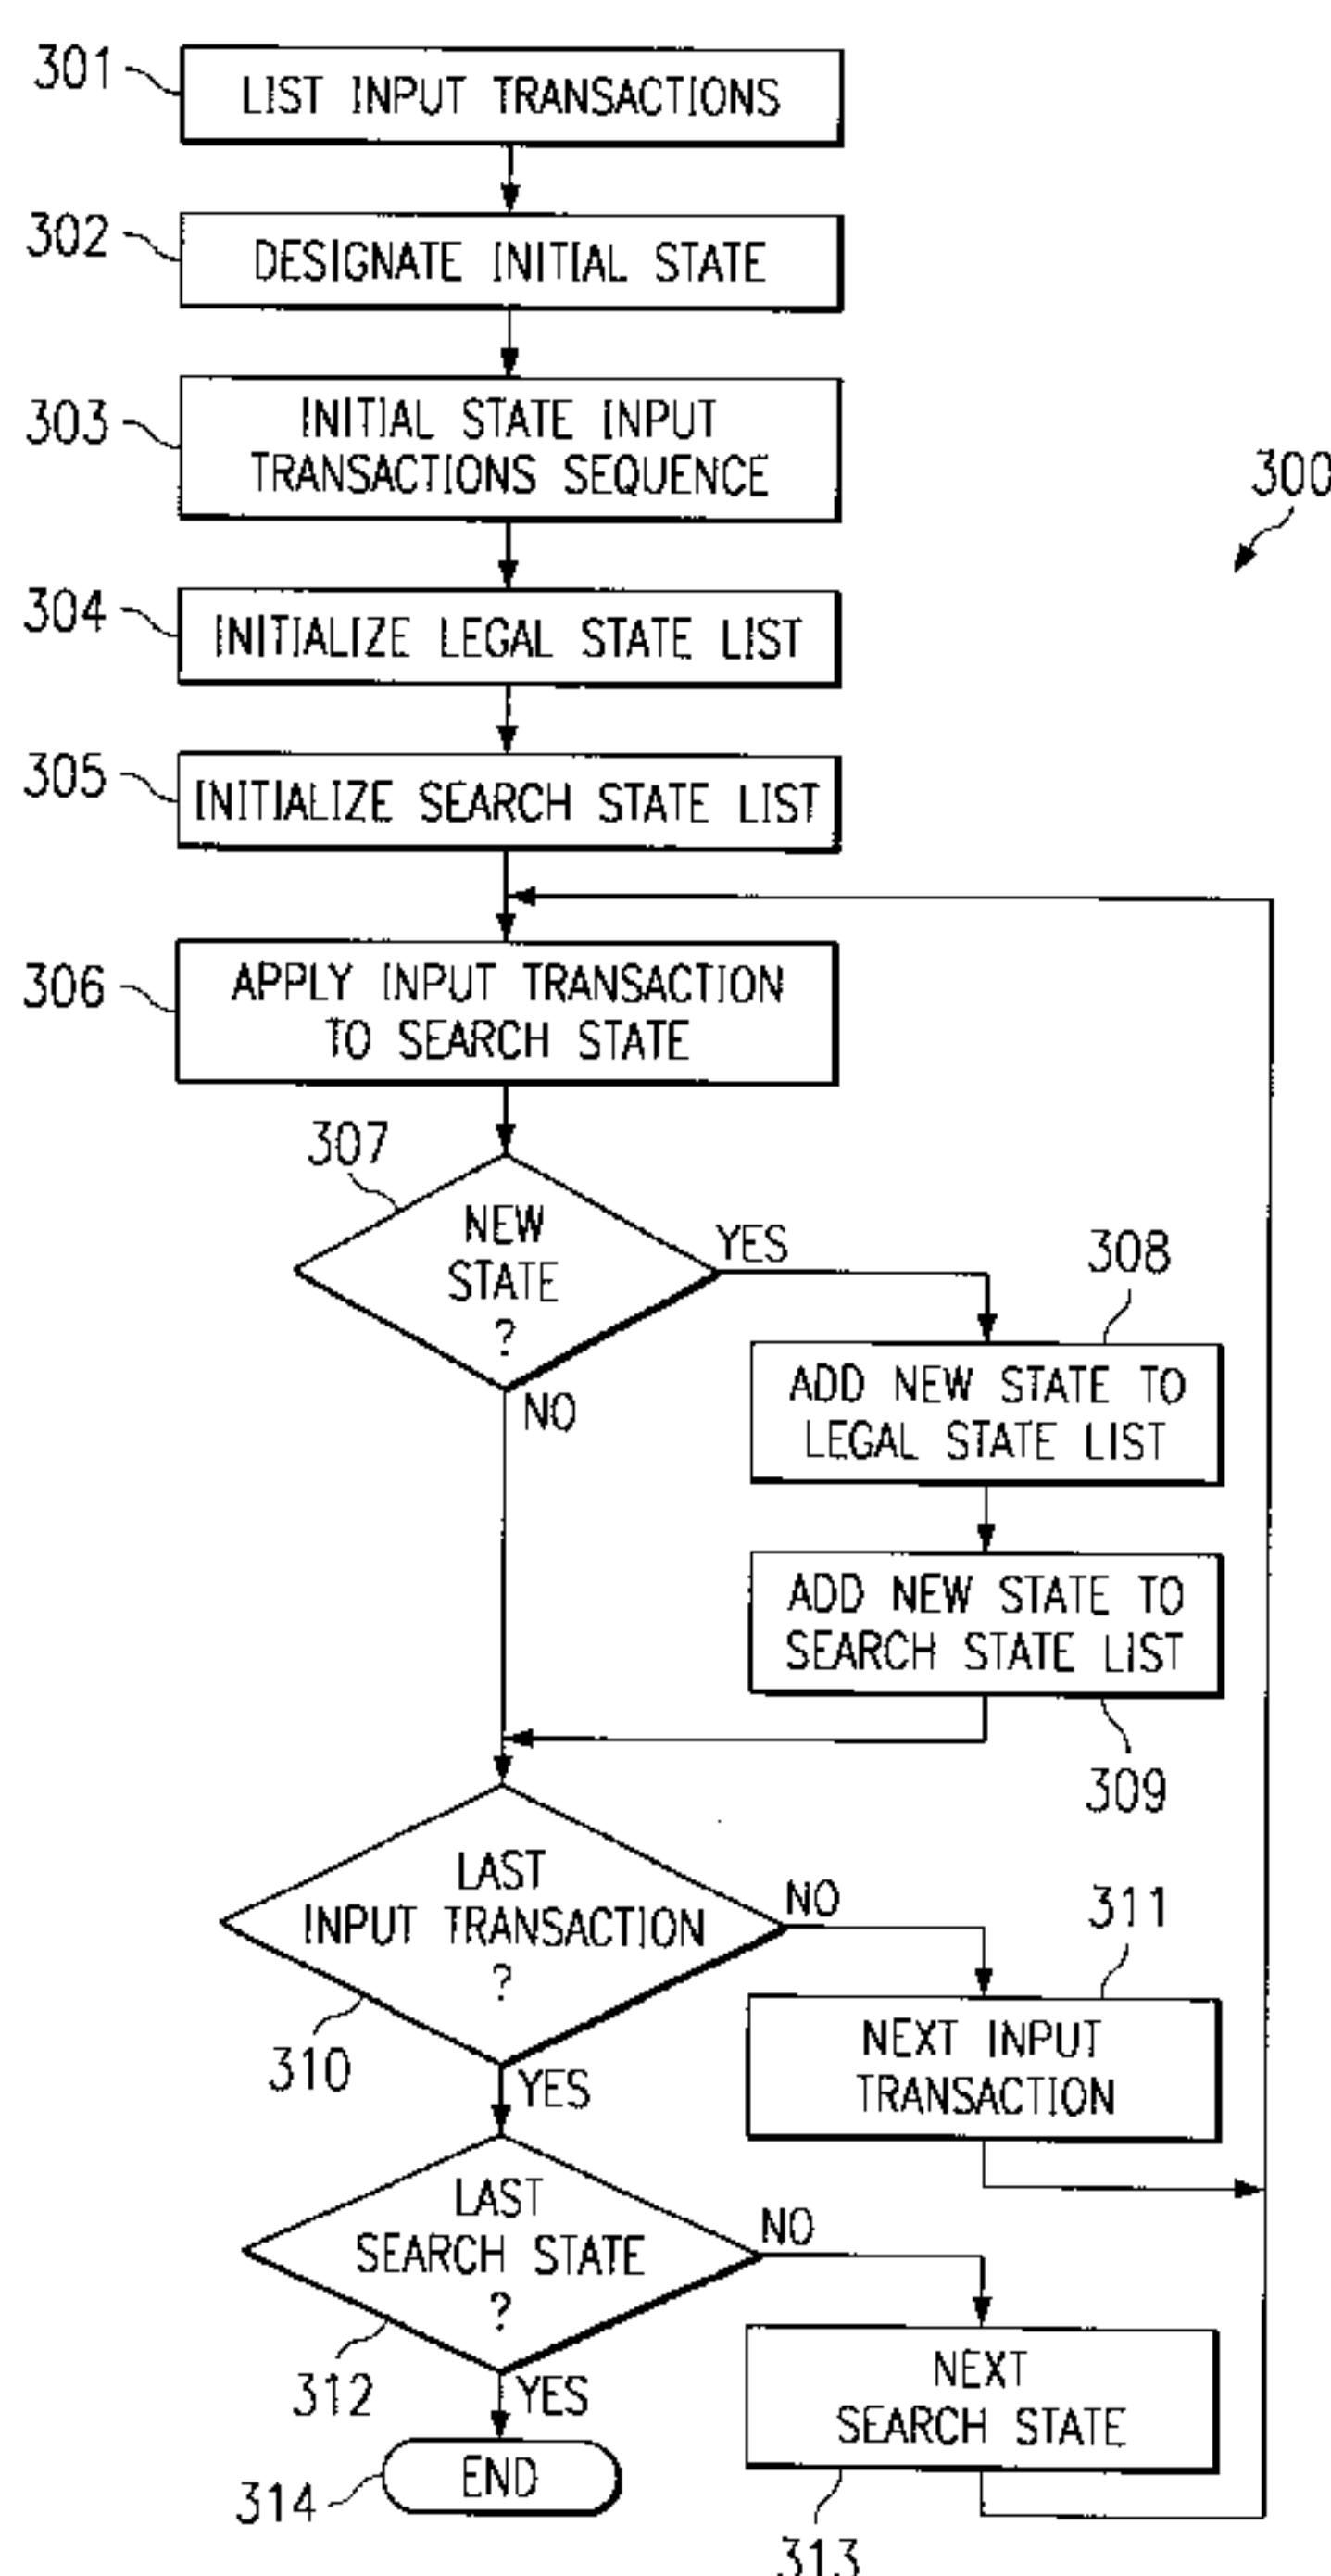 301
LIST INPUT TRANSACTIONS
302
DESIGNATE INITIAL STATE
303
INITIAL STATE INPUT
TRANSACTIONS SEQUENCE
300
304
INITIALIZE LEGAL STATE LIST
305
INITIALIZE SEARCH STATE LIST
306
APPLY INPUT TRANSACTION
TO SEARCH STATE
307
NEW
STATE
?
YES
NO
308
ADD NEW STATE TO
LEGAL STATE LIST
ADD NEW STATE TO
SEARCH STATE LIST
309
LAST
INPUT TRANSACTION
?
NO
310
YES
311
NEXT INPUT
TRANSACTION
LAST
SEARCH STATE
?
NO
312
YES
NEXT
SEARCH STATE
313
314
END